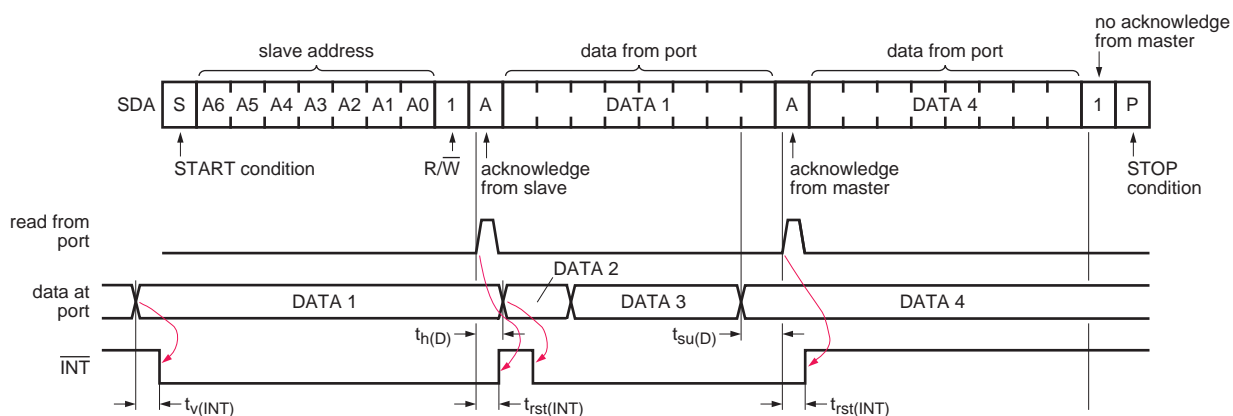 no acknowledge
from master
slave address
data from port
data from port
SDA S A6 A5 A4 A3 A2 A1 A0 1 A DATA 1 A DATA 4 1 P
START condition
R/W̅
acknowledge
from slave
acknowledge
from master
STOP
condition
read from
port
DATA 2
data at
port
DATA 1
DATA 3
DATA 4
th(D)
tsu(D)
I̅N̅T̅
tv(INT)
trst(INT)
trst(INT)